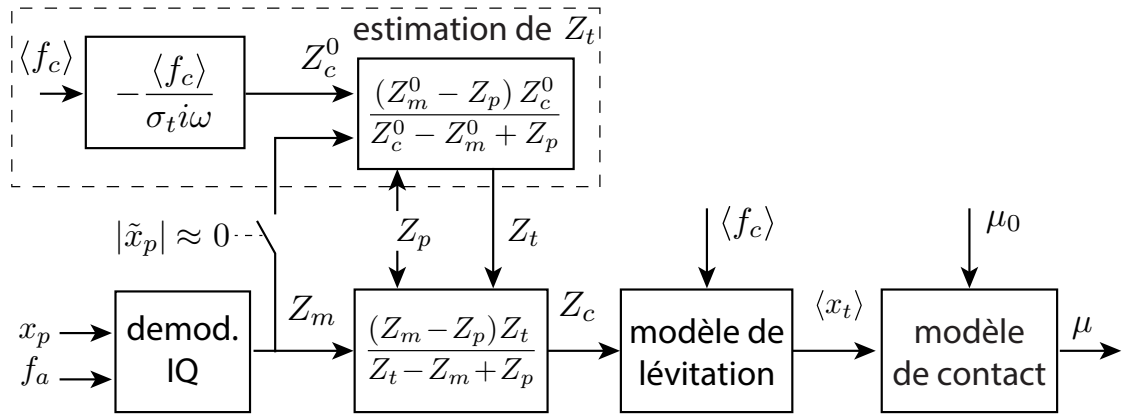 estimation de Z_t
⟨f_c⟩
-⟨f_c⟩/(σ_t iω)
Z_c^0
(Z_m^0 − Z_p) Z_c^0
Z_c^0 − Z_m^0 + Z_p
|x̃_p| ≈ 0
Z_p
Z_t
⟨f_c⟩
μ_0
x_p
f_a
demod.
IQ
Z_m
(Z_m − Z_p) Z_t
Z_t − Z_m + Z_p
Z_c
modèle de
lévitation
⟨x_t⟩
modèle
de contact
μ